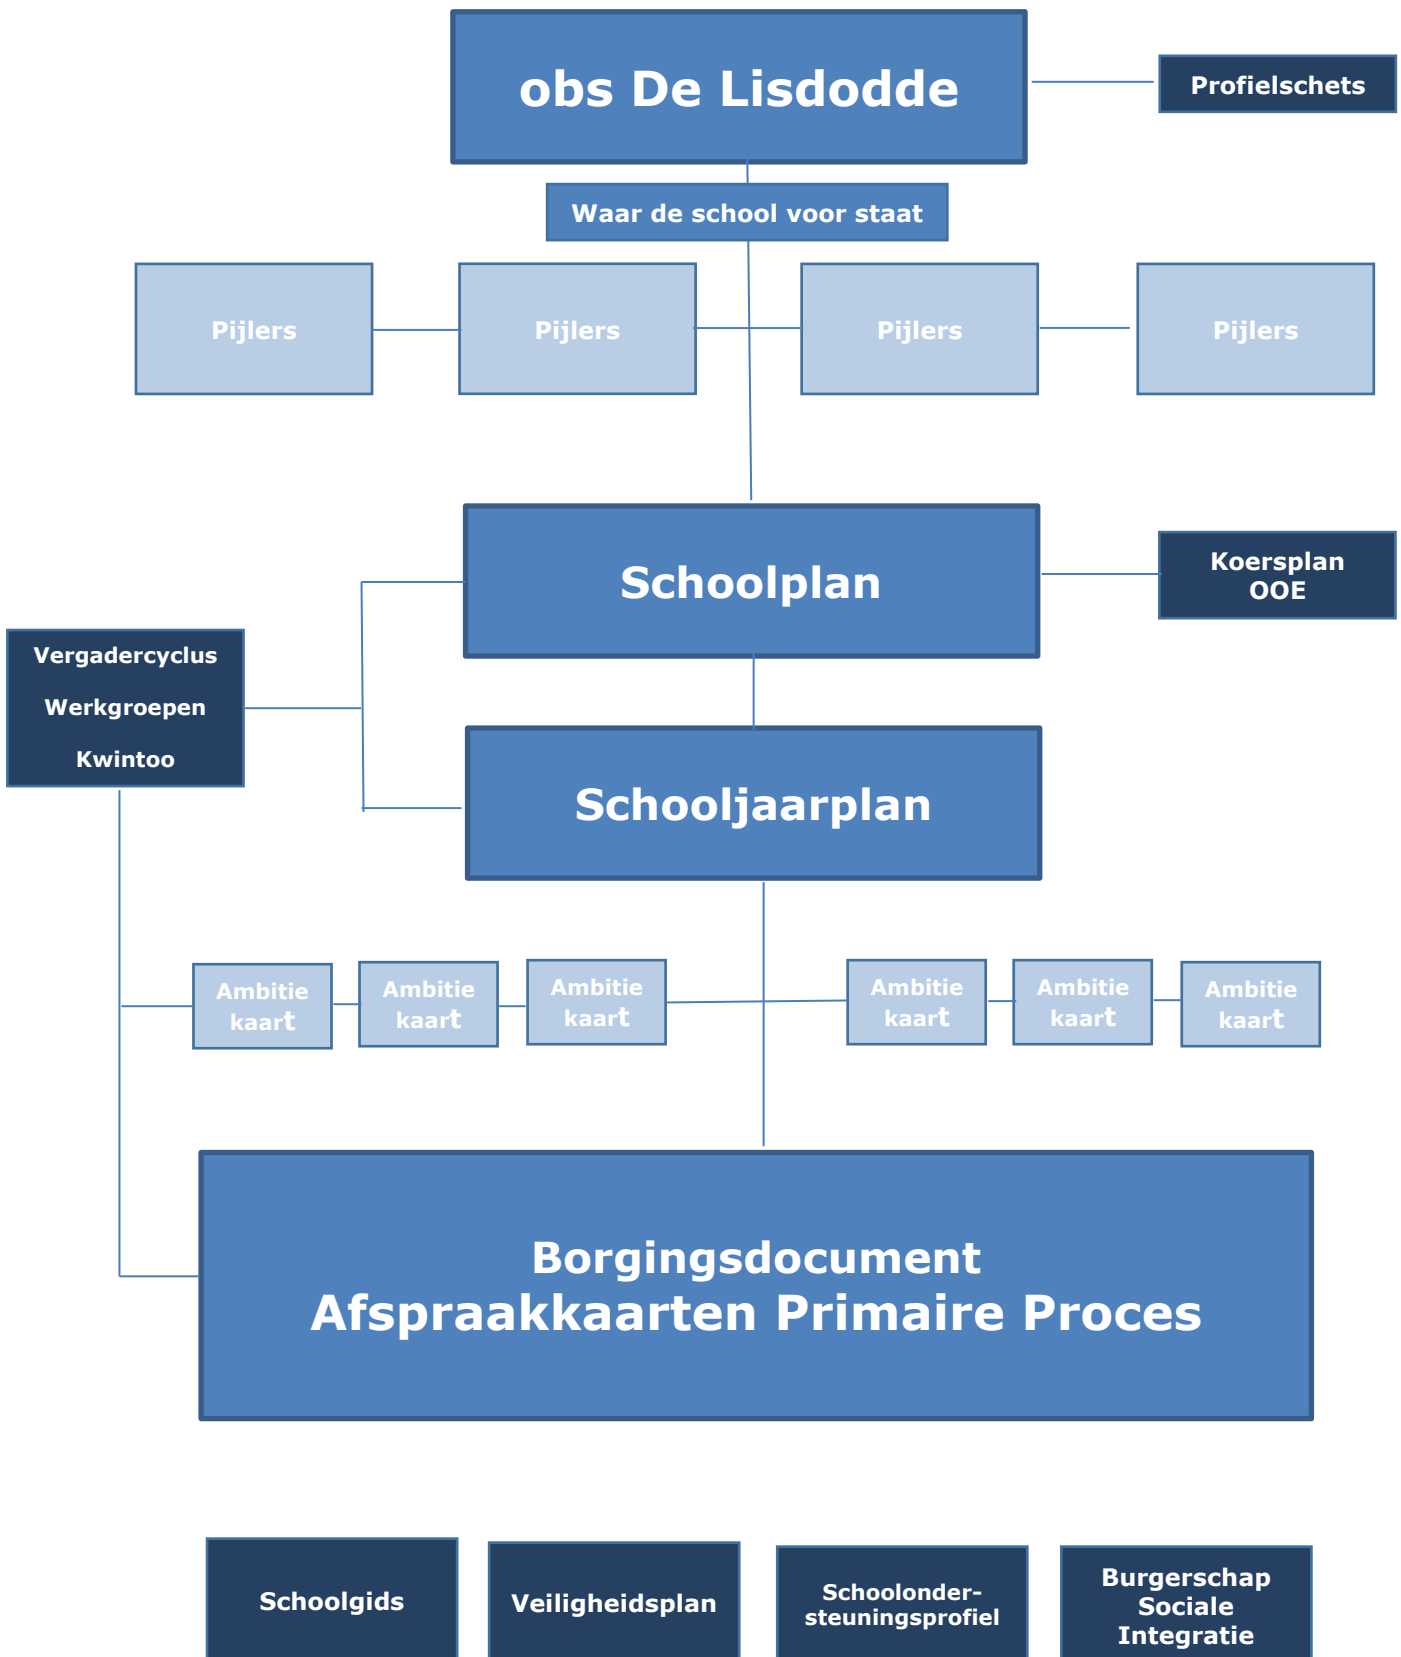 obs De Lisdodde
Profielschets
Waar de school voor staat
Pijlers
Pijlers
Pijlers
Pijlers
Schoolplan
Koersplan
OOE
Vergadercyclus
Werkgroepen
Kwintoo
Schooljaarplan
Ambitie
kaart
Ambitie
kaart
Ambitie
kaart
Ambitie
kaart
Ambitie
kaart
Ambitie
kaart
Borgingsdocument
Afspraakkaarten Primaire Proces
Schoolgids
Veiligheidsplan
Schoolonder-
steuningsprofiel
Burgerschap
Sociale
Integratie